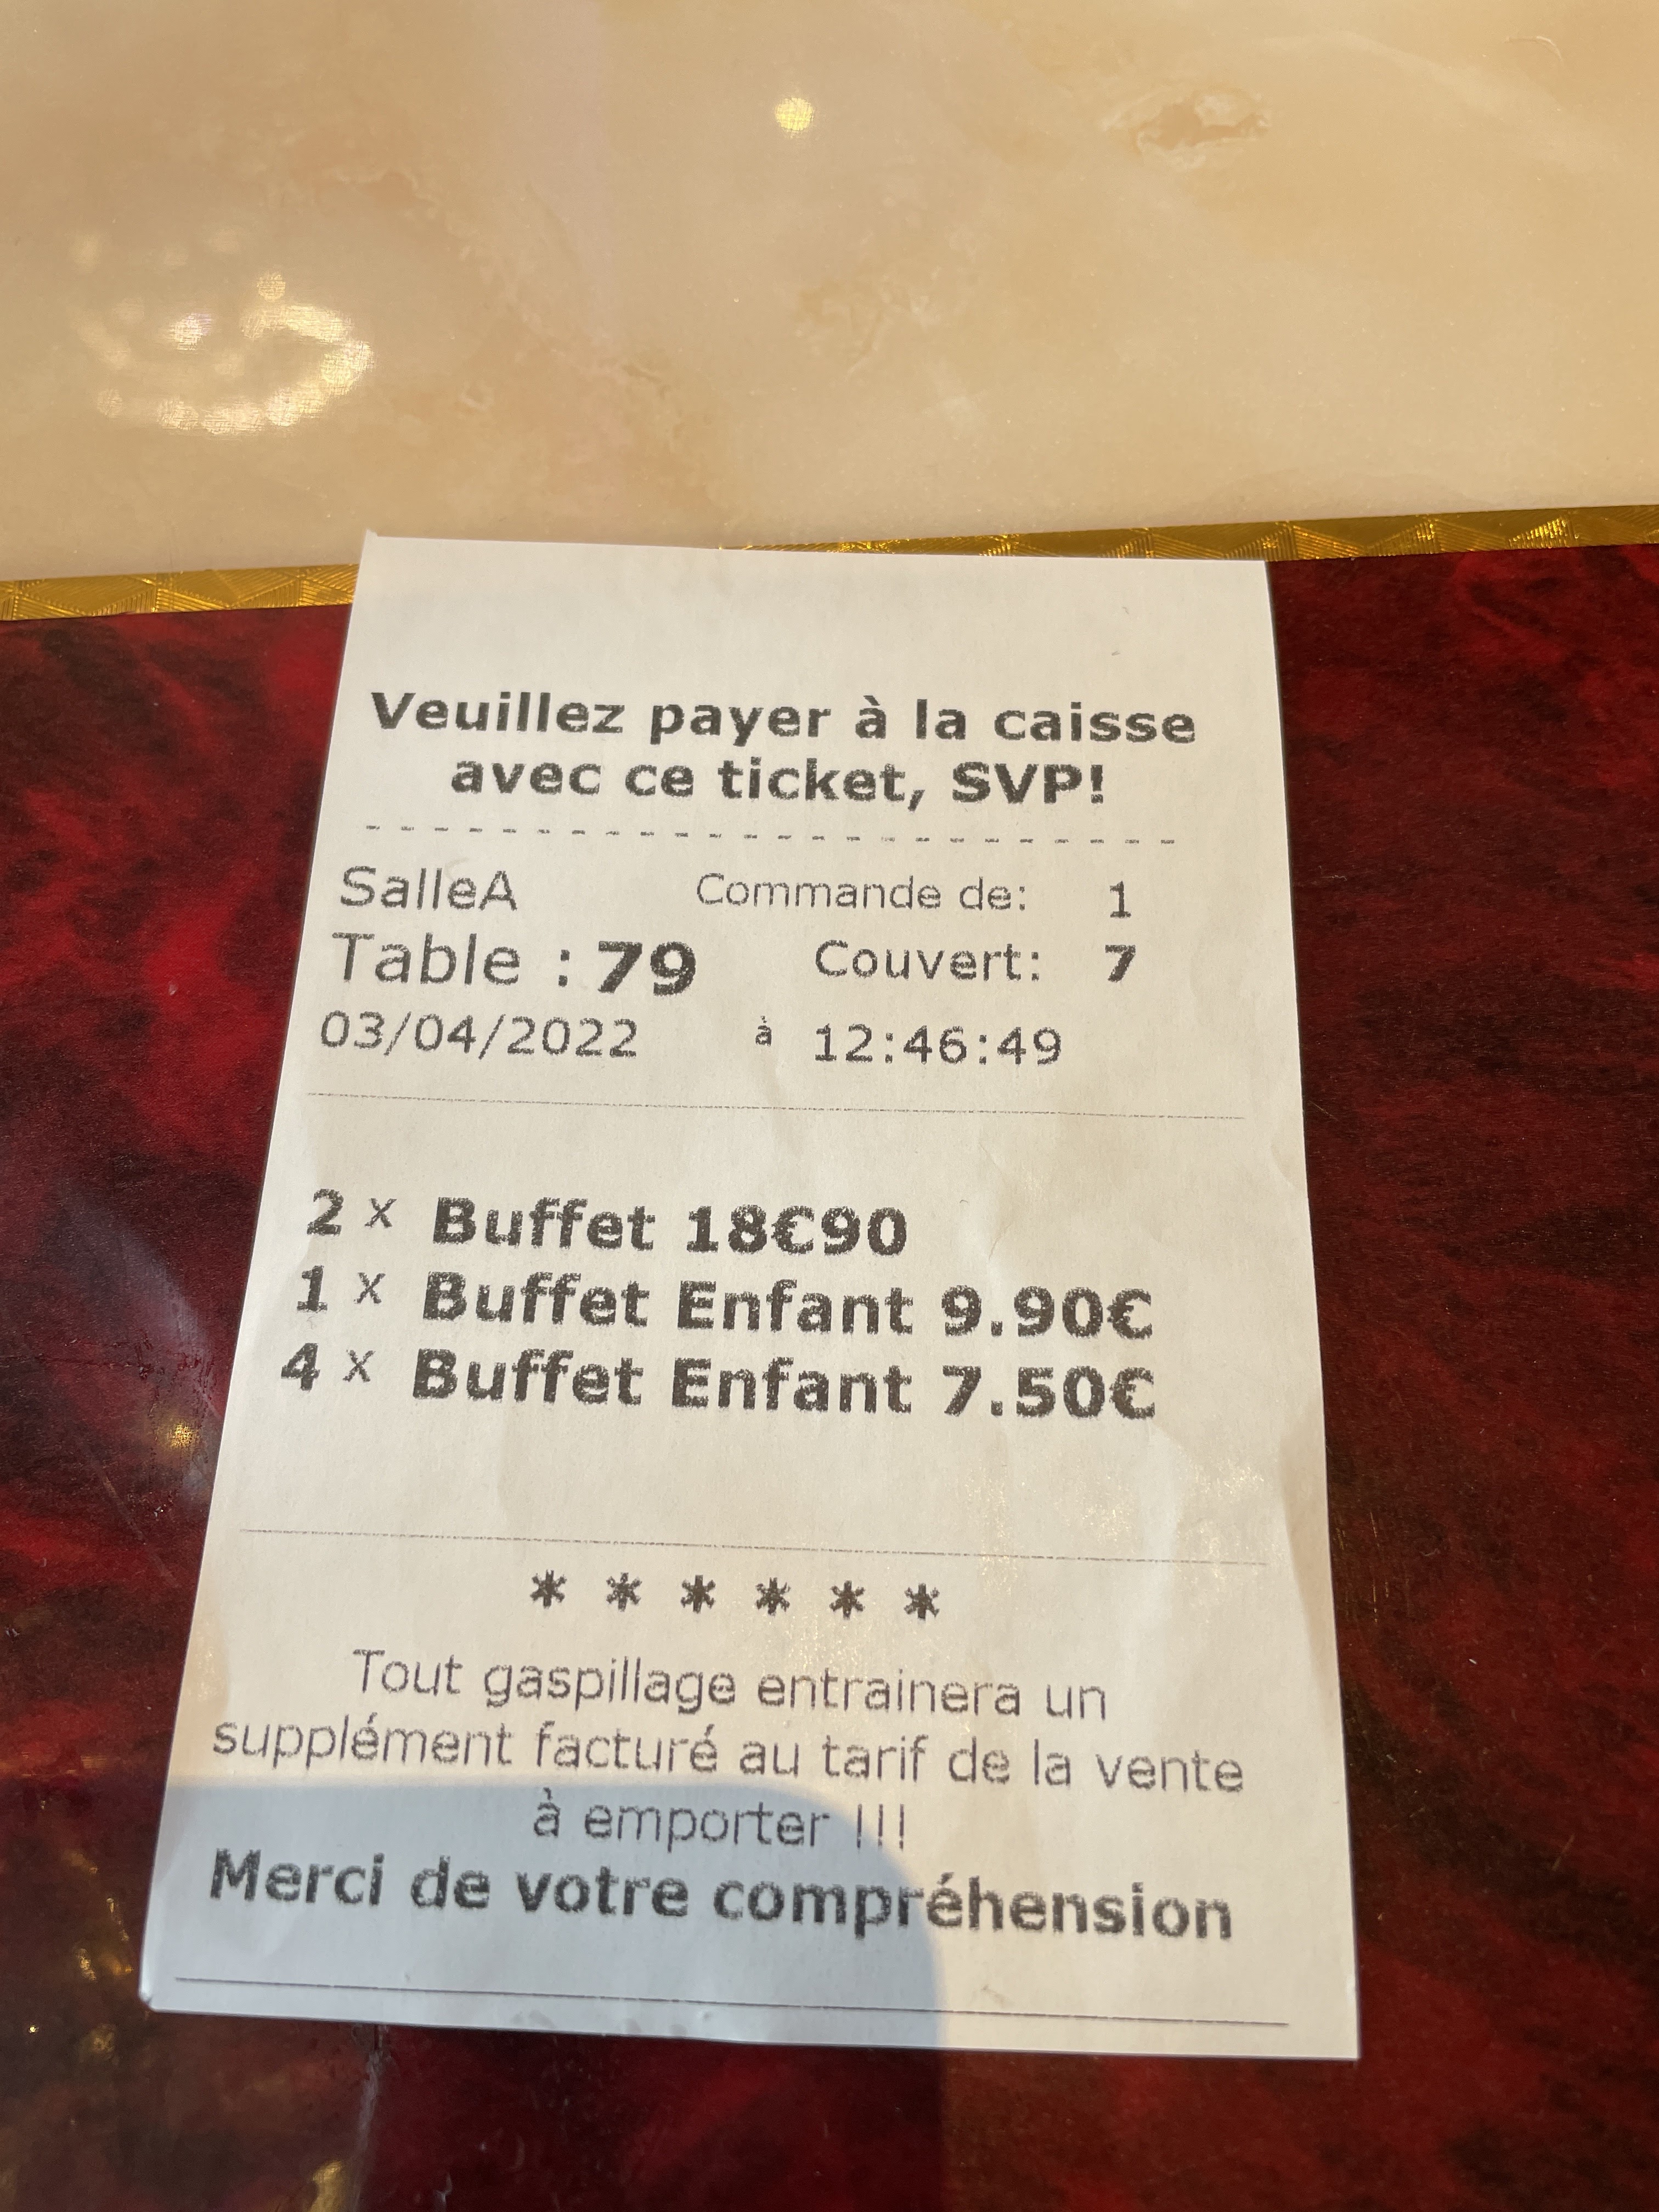 Veuillez payer à la caisse
avec ce ticket, SVP!
- - - - - - - - - - - - - - - - - - - - - - - -
SalleA Commande de: 1
Table : 79 Couvert: 7
03/04/2022 à 12:46:49
2 x Buffet 18€90
1 x Buffet Enfant 9.90€
4 x Buffet Enfant 7.50€
* * * * * *
Tout gaspillage entrainera un
supplément facturé au tarif de la vente
à emporter !!!
Merci de votre compréhension